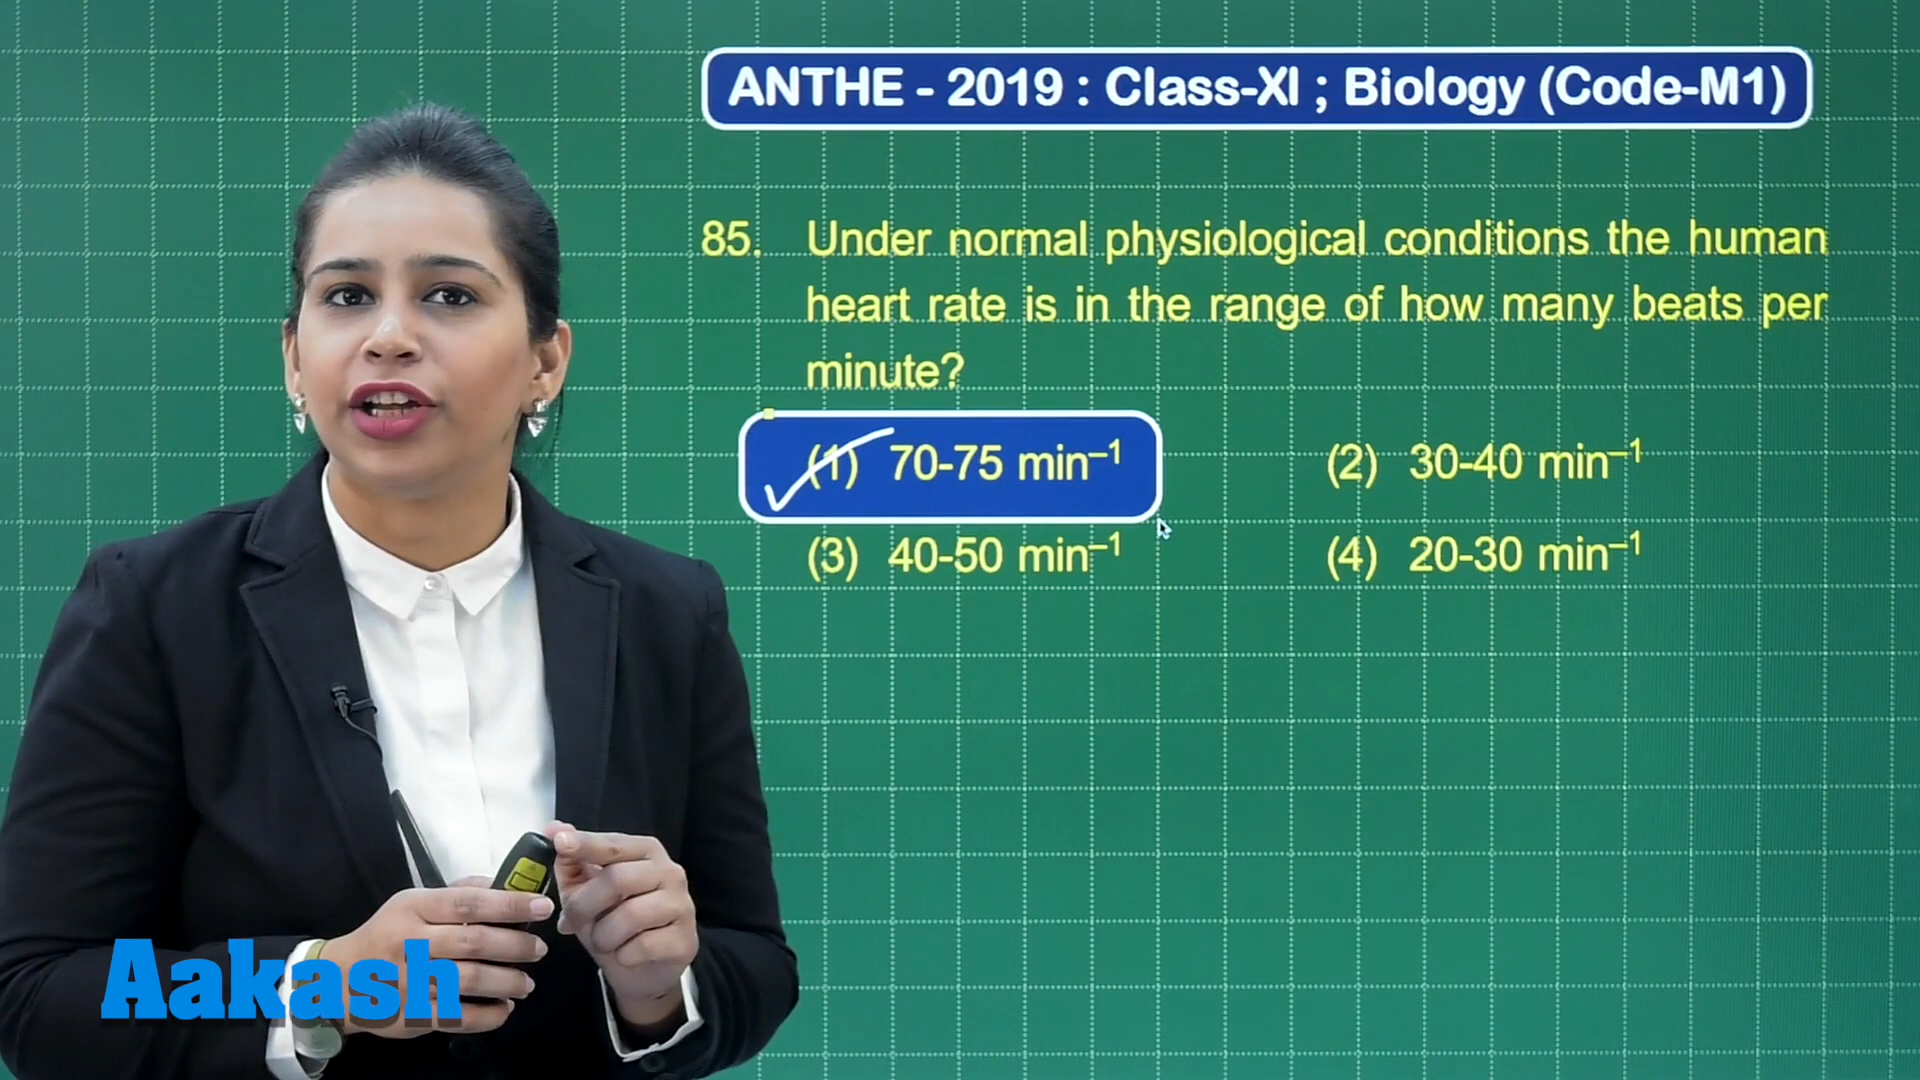 ANTHE - 2019 : Class-XI ; Biology (Code-M1)
85. Under normal physiological conditions the human
heart rate is in the range of how many beats per
minute?
(1) 70-75 min⁻¹ (2) 30-40 min⁻¹
(3) 40-50 min⁻¹ (4) 20-30 min⁻¹
Aakash